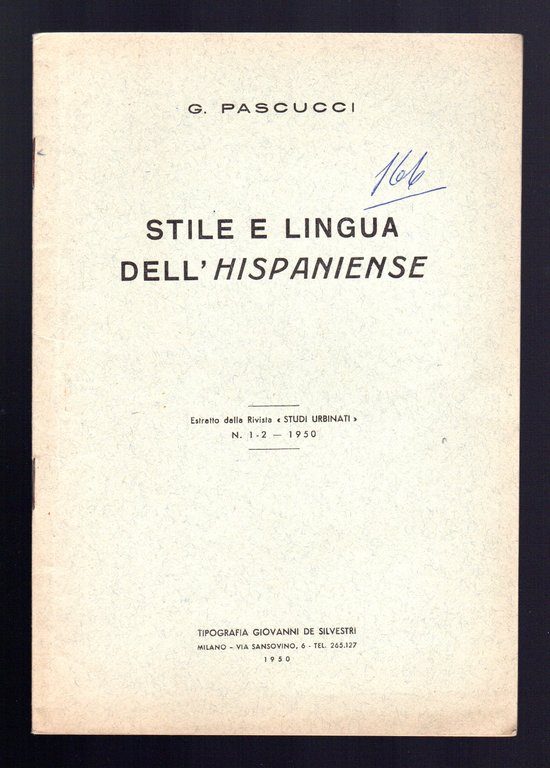 G. PASCUCCI
166
STILE E LINGUA
DELL'HISPANIENSE
Estratto dalla Rivista « STUDI URBINATI »
N. 1-2 — 1950
TIPOGRAFIA GIOVANNI DE SILVESTRI
MILANO - VIA SANSOVINO, 6 - TEL. 265.127
1950